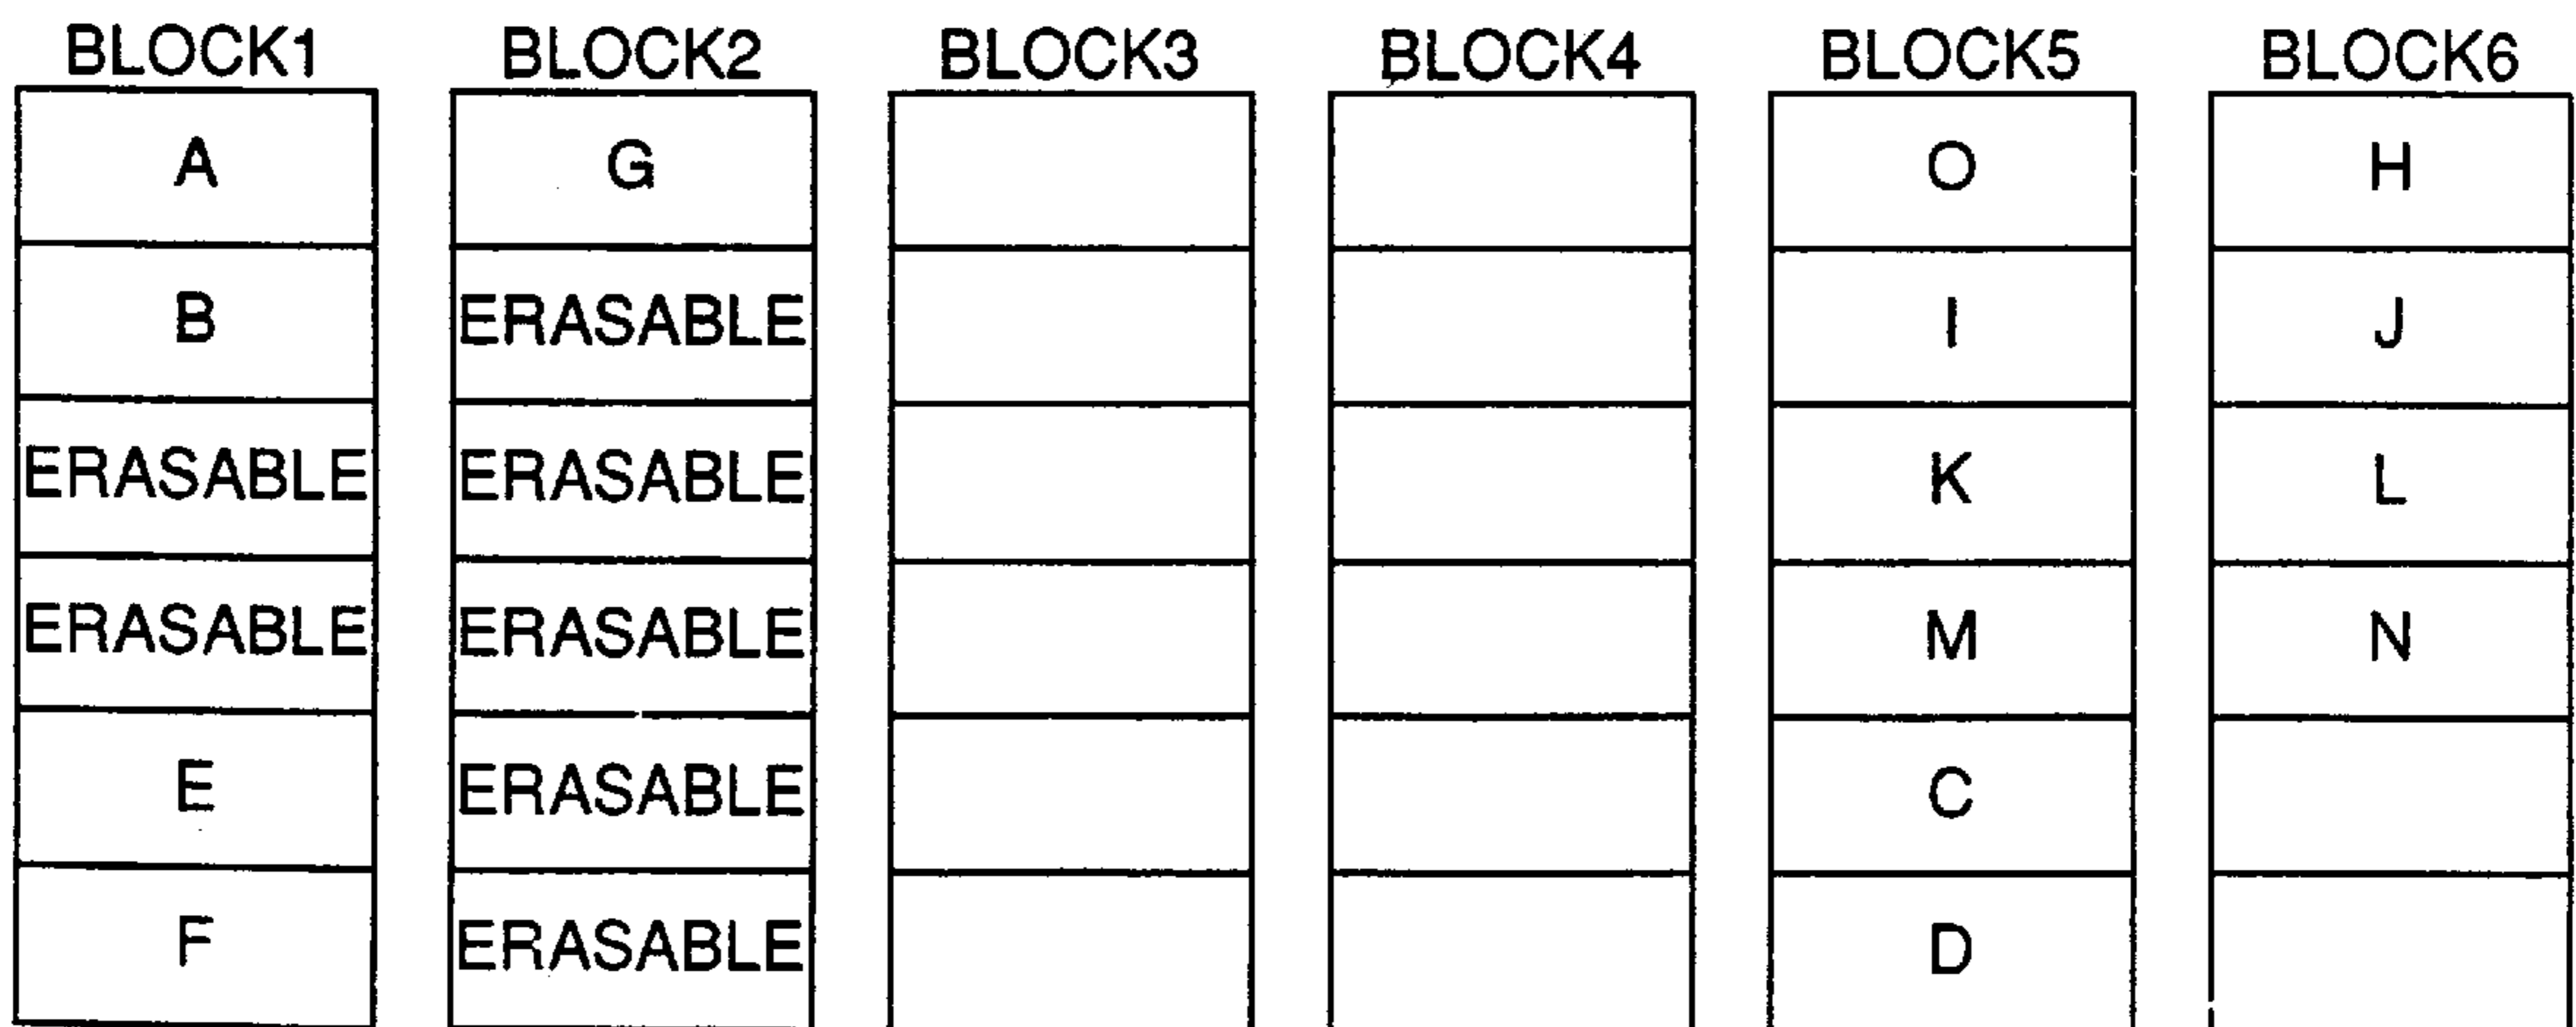 BLOCK1 BLOCK2 BLOCK3 BLOCK4 BLOCK5 BLOCK6
A G O H
B ERASABLE I J
ERASABLE ERASABLE K L
ERASABLE ERASABLE M N
E ERASABLE C
F ERASABLE D